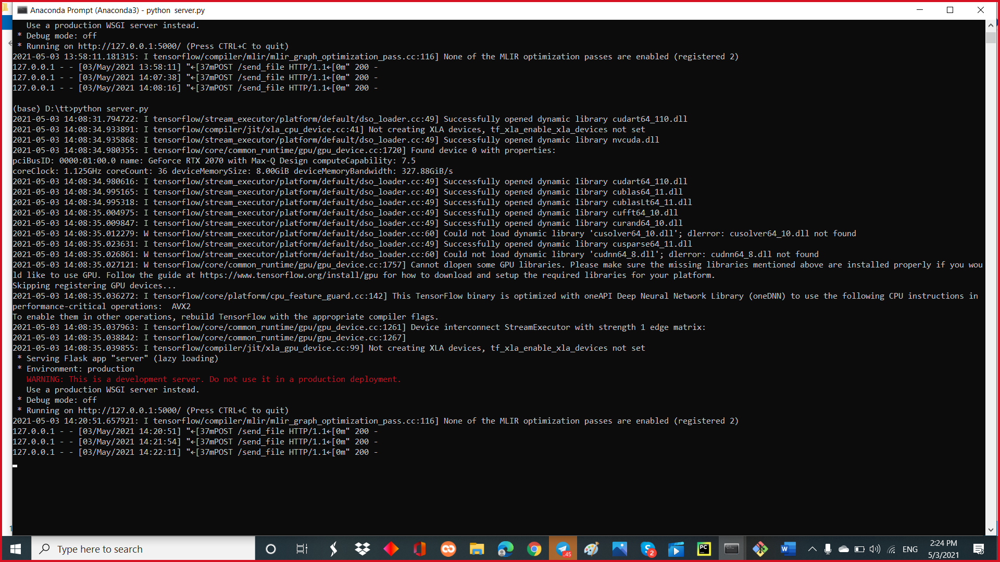 Anaconda Prompt (Anaconda3) - python  server.py
Use a production WSGI server instead.
* Debug mode: off
* Running on http://127.0.0.1:5000/ (Press CTRL+C to quit)
2021-05-03 13:58:11.181315: I tensorflow/compiler/mlir/mlir_graph_optimization_pass.cc:116] None of the MLIR optimization passes are enabled (registered 2)
127.0.0.1 - - [03/May/2021 13:58:11] "←[37mPOST /send_file HTTP/1.1←[0m" 200 -
127.0.0.1 - - [03/May/2021 14:07:38] "←[37mPOST /send_file HTTP/1.1←[0m" 200 -
127.0.0.1 - - [03/May/2021 14:08:16] "←[37mPOST /send_file HTTP/1.1←[0m" 200 -
(base) D:\tt>python server.py
2021-05-03 14:08:31.794722: I tensorflow/stream_executor/platform/default/dso_loader.cc:49] Successfully opened dynamic library cudart64_110.dll
2021-05-03 14:08:34.933891: I tensorflow/compiler/jit/xla_cpu_device.cc:41] Not creating XLA devices, tf_xla_enable_xla_devices not set
2021-05-03 14:08:34.935868: I tensorflow/stream_executor/platform/default/dso_loader.cc:49] Successfully opened dynamic library nvcuda.dll
2021-05-03 14:08:34.980355: I tensorflow/core/common_runtime/gpu/gpu_device.cc:1720] Found device 0 with properties:
pciBusID: 0000:01:00.0 name: GeForce RTX 2070 with Max-Q Design computeCapability: 7.5
coreClock: 1.125GHz coreCount: 36 deviceMemorySize: 8.00GiB deviceMemoryBandwidth: 327.88GiB/s
2021-05-03 14:08:34.980616: I tensorflow/stream_executor/platform/default/dso_loader.cc:49] Successfully opened dynamic library cudart64_110.dll
2021-05-03 14:08:34.995165: I tensorflow/stream_executor/platform/default/dso_loader.cc:49] Successfully opened dynamic library cublas64_11.dll
2021-05-03 14:08:34.995318: I tensorflow/stream_executor/platform/default/dso_loader.cc:49] Successfully opened dynamic library cublasLt64_11.dll
2021-05-03 14:08:35.004975: I tensorflow/stream_executor/platform/default/dso_loader.cc:49] Successfully opened dynamic library cufft64_10.dll
2021-05-03 14:08:35.009847: I tensorflow/stream_executor/platform/default/dso_loader.cc:49] Successfully opened dynamic library curand64_10.dll
2021-05-03 14:08:35.012279: W tensorflow/stream_executor/platform/default/dso_loader.cc:60] Could not load dynamic library 'cusolver64_10.dll'; dlerror: cusolver64_10.dll not found
2021-05-03 14:08:35.023631: I tensorflow/stream_executor/platform/default/dso_loader.cc:49] Successfully opened dynamic library cusparse64_11.dll
2021-05-03 14:08:35.026861: W tensorflow/stream_executor/platform/default/dso_loader.cc:60] Could not load dynamic library 'cudnn64_8.dll'; dlerror: cudnn64_8.dll not found
2021-05-03 14:08:35.027121: W tensorflow/core/common_runtime/gpu/gpu_device.cc:1757] Cannot dlopen some GPU libraries. Please make sure the missing libraries mentioned above are installed properly if you wou
ld like to use GPU. Follow the guide at https://www.tensorflow.org/install/gpu for how to download and setup the required libraries for your platform.
Skipping registering GPU devices...
2021-05-03 14:08:35.036272: I tensorflow/core/platform/cpu_feature_guard.cc:142] This TensorFlow binary is optimized with oneAPI Deep Neural Network Library (oneDNN) to use the following CPU instructions in
performance-critical operations:  AVX2
To enable them in other operations, rebuild TensorFlow with the appropriate compiler flags.
2021-05-03 14:08:35.037963: I tensorflow/core/common_runtime/gpu/gpu_device.cc:1261] Device interconnect StreamExecutor with strength 1 edge matrix:
2021-05-03 14:08:35.038842: I tensorflow/core/common_runtime/gpu/gpu_device.cc:1267]
2021-05-03 14:08:35.039855: I tensorflow/compiler/jit/xla_gpu_device.cc:99] Not creating XLA devices, tf_xla_enable_xla_devices not set
* Serving Flask app "server" (lazy loading)
* Environment: production
WARNING: This is a development server. Do not use it in a production deployment.
Use a production WSGI server instead.
* Debug mode: off
* Running on http://127.0.0.1:5000/ (Press CTRL+C to quit)
2021-05-03 14:20:51.657921: I tensorflow/compiler/mlir/mlir_graph_optimization_pass.cc:116] None of the MLIR optimization passes are enabled (registered 2)
127.0.0.1 - - [03/May/2021 14:20:51] "←[37mPOST /send_file HTTP/1.1←[0m" 200 -
127.0.0.1 - - [03/May/2021 14:21:54] "←[37mPOST /send_file HTTP/1.1←[0m" 200 -
127.0.0.1 - - [03/May/2021 14:22:11] "←[37mPOST /send_file HTTP/1.1←[0m" 200 -
1
Type here to search
..45
2
PC
W
ENG
2:24 PM
5/3/2021